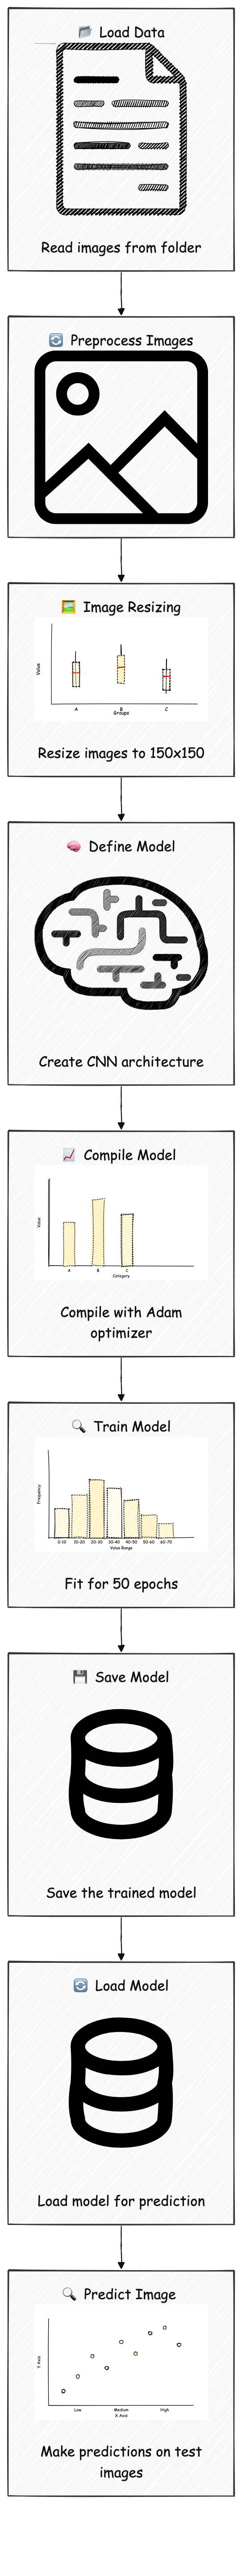 📂 Load Data
Read images from folder
🔄 Preprocess Images
🖼️ Image Resizing
Value
A B C
Groups
Resize images to 150x150
🧠 Define Model
Create CNN architecture
📈 Compile Model
Value
A B C
Category
Compile with Adam
optimizer
🔍 Train Model
Frequency
0-10 10-20 20-30 30-40 40-50 50-60 60-70
Value Range
Fit for 50 epochs
💾 Save Model
Save the trained model
🔄 Load Model
Load model for prediction
🔍 Predict Image
Y Axis
Low Medium High
X Axis
Make predictions on test
images